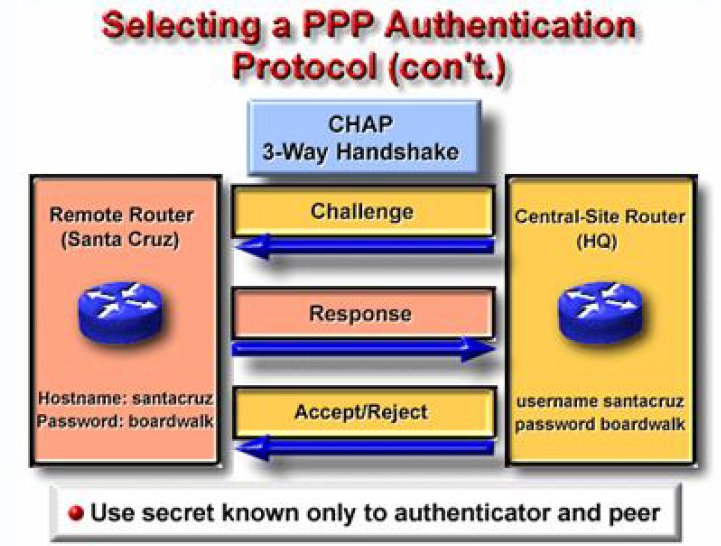 Selecting a PPP Authentication
Protocol (con't.)
CHAP
3-Way Handshake
Remote Router
(Santa Cruz)
Hostname: santacruz
Password: boardwalk
Challenge
Response
Accept/Reject
Central-Site Router
(HQ)
username santacruz
password boardwalk
Use secret known only to authenticator and peer